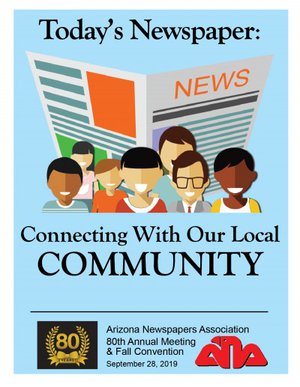 Today's Newspaper:
NEWS
Connecting With Our Local
COMMUNITY
80
YEARS
Arizona Newspapers Association
80th Annual Meeting
& Fall Convention
September 28, 2019
ANA